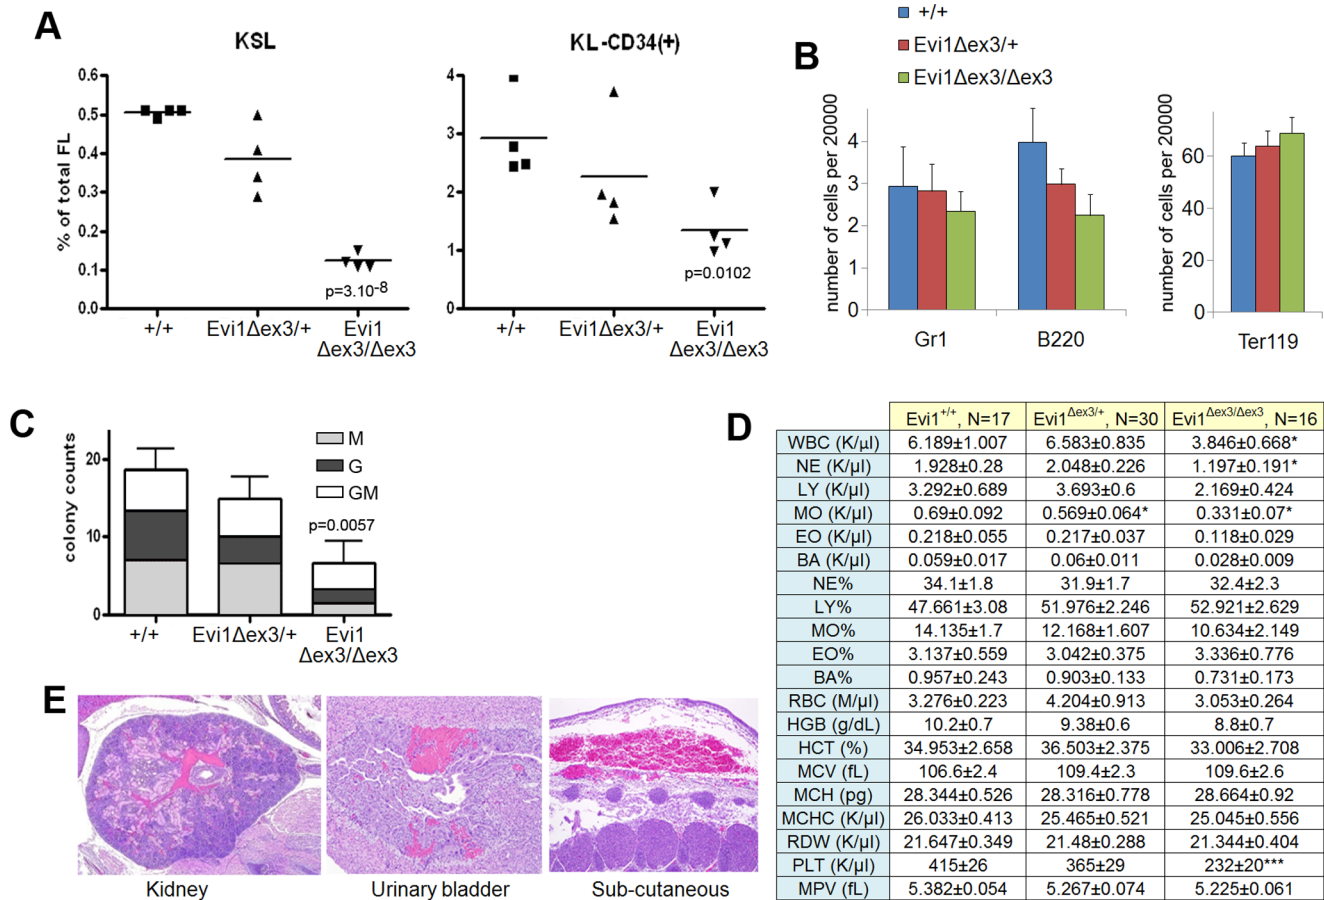 A
KSL
KL-CD34(+)
% of total FL
0.6
0.5
0.4
0.3
0.2
0.1
0.0
p=3.10-8
+/+
Evi1Δex3/+
Evi1
Δex3/Δex3
4
3
2
1
0
p=0.0102
+/+
Evi1Δex3/+
Evi1
Δex3/Δex3
+/+
Evi1Δex3/+
Evi1Δex3/Δex3
B
number of cells per 20000
4
3
2
1
0
Gr1
B220
number of cells per 20000
60
40
20
0
Ter119
C
colony counts
20
10
0
M
G
GM
p=0.0057
+/+
Evi1Δex3/+
Evi1
Δex3/Δex3
D
Evi1+/+, N=17 Evi1Δex3/+, N=30 Evi1Δex3/Δex3, N=16
WBC (K/µl) 6.189±1.007 6.583±0.835 3.846±0.668*
NE (K/µl) 1.928±0.28 2.048±0.226 1.197±0.191*
LY (K/µl) 3.292±0.689 3.693±0.6 2.169±0.424
MO (K/µl) 0.69±0.092 0.569±0.064* 0.331±0.07*
EO (K/µl) 0.218±0.055 0.217±0.037 0.118±0.029
BA (K/µl) 0.059±0.017 0.06±0.011 0.028±0.009
NE% 34.1±1.8 31.9±1.7 32.4±2.3
LY% 47.661±3.08 51.976±2.246 52.921±2.629
MO% 14.135±1.7 12.168±1.607 10.634±2.149
EO% 3.137±0.559 3.042±0.375 3.336±0.776
BA% 0.957±0.243 0.903±0.133 0.731±0.173
RBC (M/µl) 3.276±0.223 4.204±0.913 3.053±0.264
HGB (g/dL) 10.2±0.7 9.38±0.6 8.8±0.7
HCT (%) 34.953±2.658 36.503±2.375 33.006±2.708
MCV (fL) 106.6±2.4 109.4±2.3 109.6±2.6
MCH (pg) 28.344±0.526 28.316±0.778 28.664±0.92
MCHC (K/µl) 26.033±0.413 25.465±0.521 25.045±0.556
RDW (K/µl) 21.647±0.349 21.48±0.288 21.344±0.404
PLT (K/µl) 415±26 365±29 232±20***
MPV (fL) 5.382±0.054 5.267±0.074 5.225±0.061
E
Kidney
Urinary bladder
Sub-cutaneous